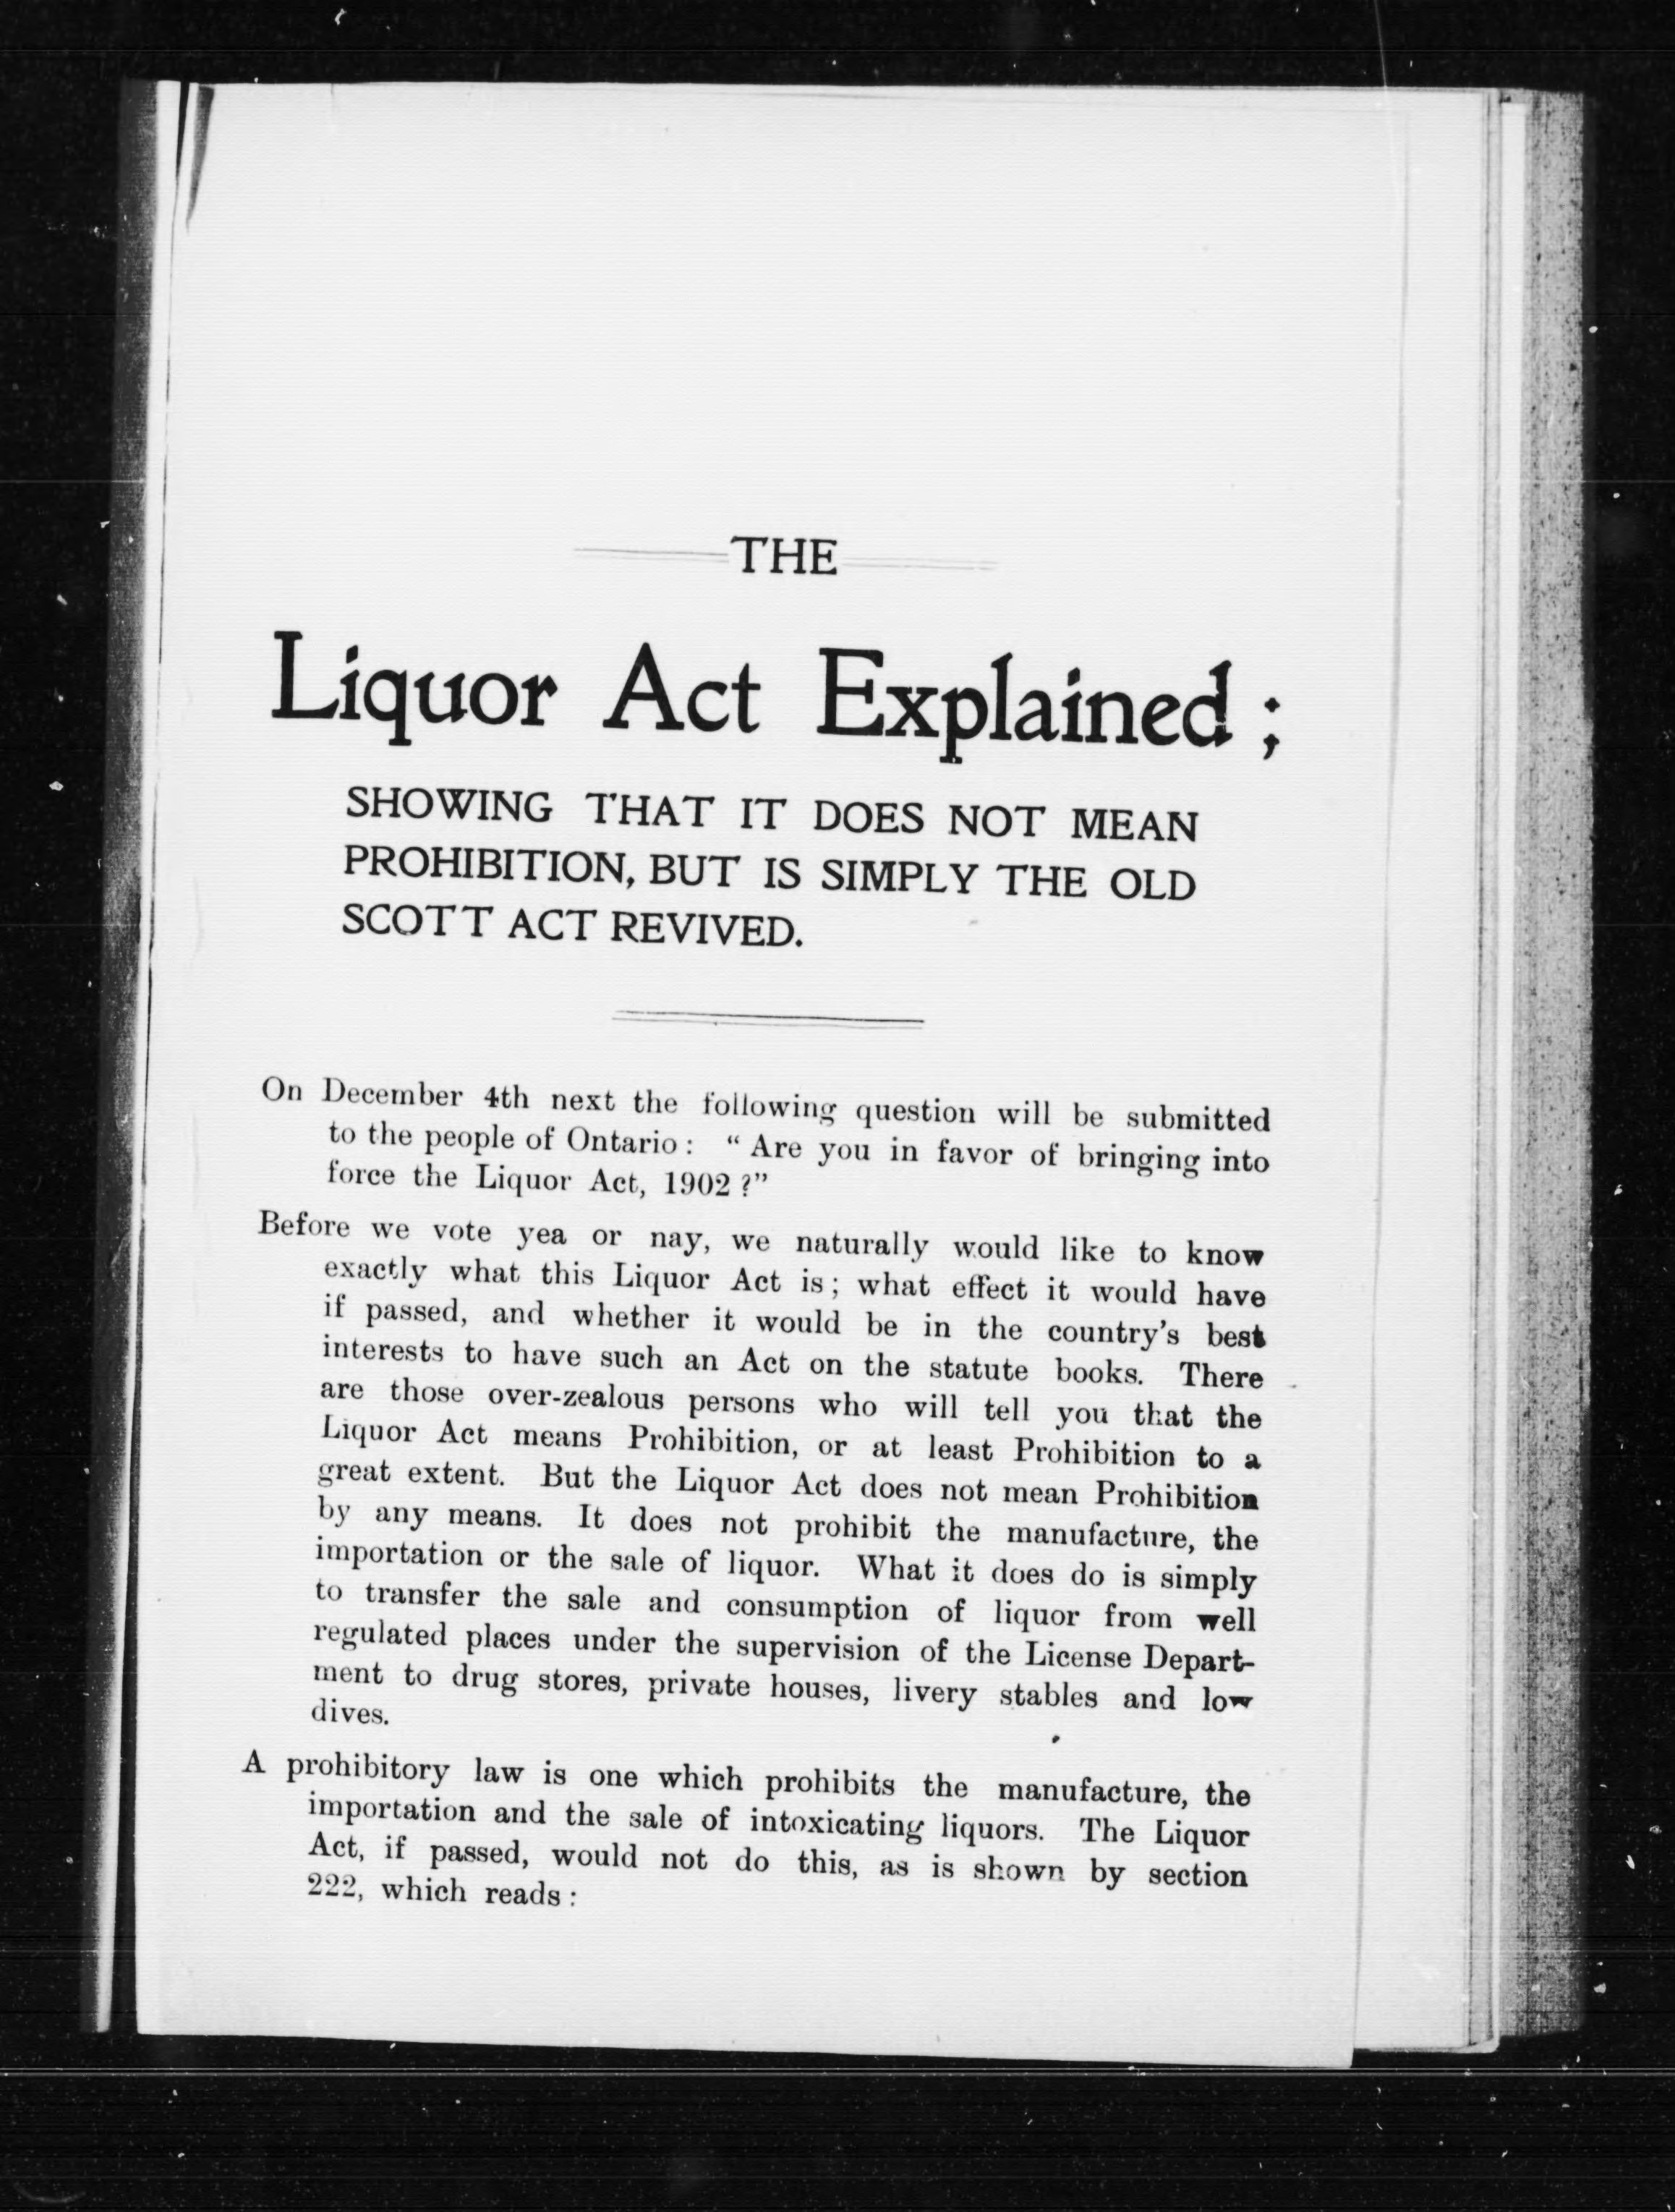 THE
Liquor Act Explained ;
SHOWING THAT IT DOES NOT MEAN
PROHIBITION, BUT IS SIMPLY THE OLD
SCOTT ACT REVIVED.
On December 4th next the following question will be submitted
to the people of Ontario : “ Are you in favor of bringing into
force the Liquor Act, 1902 ?”
Before we vote yea or nay, we naturally would like to know
exactly what this Liquor Act is ; what effect it would have
if passed, and whether it would be in the country’s best
interests to have such an Act on the statute books. There
are those over-zealous persons who will tell you that the
Liquor Act means Prohibition, or at least Prohibition to a
great extent. But the Liquor Act does not mean Prohibition
by any means. It does not prohibit the manufacture, the
importation or the sale of liquor. What it does do is simply
to transfer the sale and consumption of liquor from well
regulated places under the supervision of the License Depart-
ment to drug stores, private houses, livery stables and low
dives.
A prohibitory law is one which prohibits the manufacture, the
importation and the sale of intoxicating liquors. The Liquor
Act, if passed, would not do this, as is shown by section
222, which reads :